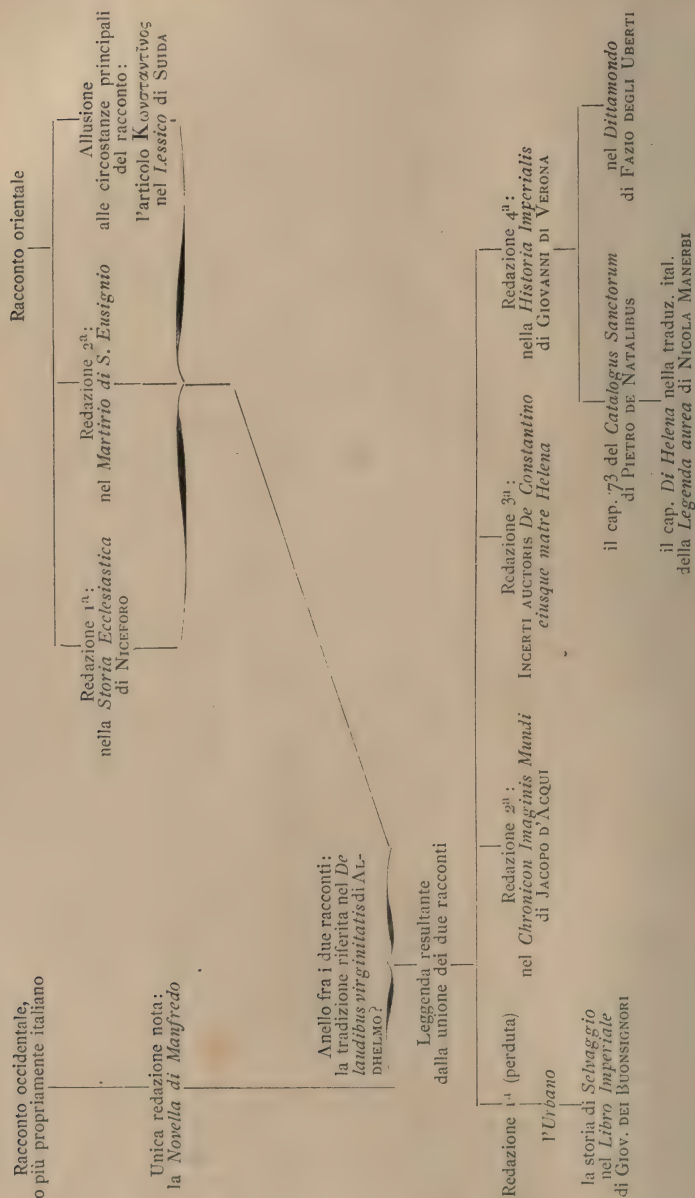 Racconto occidentale,
o più propriamente italiano
Unica redazione nota:
la Novella di Manfredo
Racconto orientale
Redazione 1ª:
nella Storia Ecclesiastica
di NICEFORO
Redazione 2ª:
nel Martirio di S. Eusignio
Allusione
alle circostanze principali
del racconto:
l'articolo Κωνσταντῖνος
nel Lessico di SUIDA
Anello fra i due racconti:
la tradizione riferita nel De
laudibus virginitatis di AL-
DHELMO?
Leggenda resultante
dalla unione dei due racconti
Redazione 1ª (perduta)
l'Urbano
la storia di Selvaggio
nel Libro Imperiale
di GIOV. DEI BUONSIGNORI
Redazione 2ª:
nel Chronicon Imaginis Mundi
di JACOPO D'ACQUI
Redazione 3ª:
INCERTI AUCTORIS De Constantino
eiusque matre Helena
Redazione 4ª:
nella Historia Imperialis
di GIOVANNI DI VERONA
il cap. 73 del Catalogus Sanctorum
di PIETRO DE NATALIBUS
il cap. Di Helena nella traduz. ital.
della Legenda aurea di NICOLA MANERBI
nel Dittamondo
di FAZIO DEGLI UBERTI